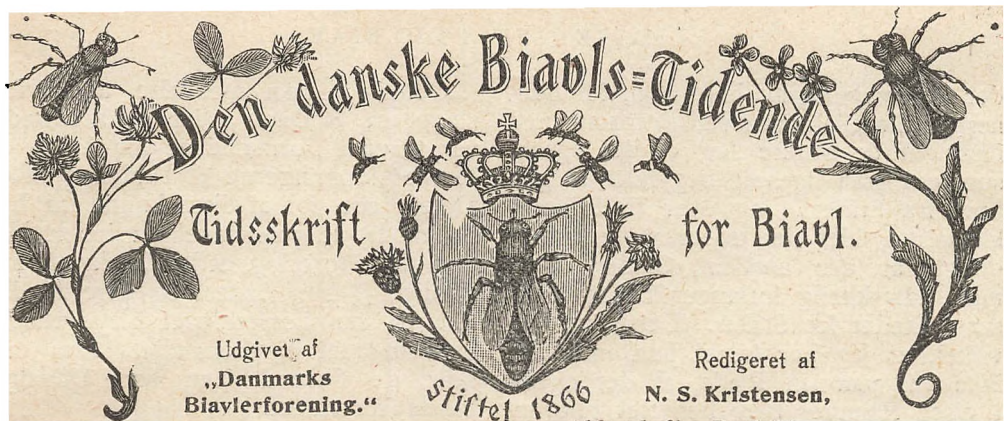 Den danske Biavls-Tidende
Tidsskrift for Biavl.
Udgivet af
„Danmarks
Biavlerforening.“
stiftet 1866
Redigeret af
N. S. Kristensen,